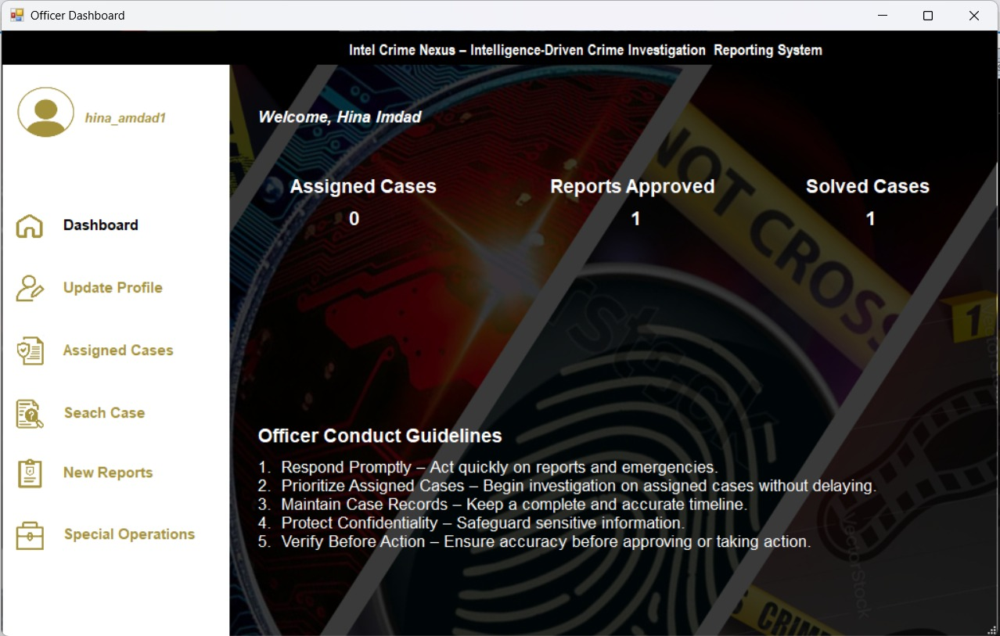 Officer Dashboard
Intel Crime Nexus – Intelligence-Driven Crime Investigation  Reporting System
hina_amdad1
Welcome, Hina Imdad
Assigned Cases
0
Reports Approved
1
Solved Cases
1
Dashboard
Update Profile
Assigned Cases
Seach Case
New Reports
Special Operations
NOT CROSS
1
Officer Conduct Guidelines
1. Respond Promptly – Act quickly on reports and emergencies.
2. Prioritize Assigned Cases – Begin investigation on assigned cases without delaying.
3. Maintain Case Records – Keep a complete and accurate timeline.
4. Protect Confidentiality – Safeguard sensitive information.
5. Verify Before Action – Ensure accuracy before approving or taking action.
VectorStock
CRIME